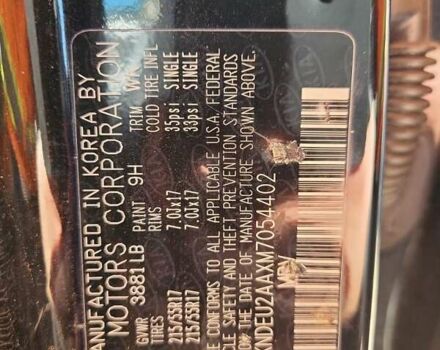 MANUFACTURED IN KOREA BY
MOTORS CORPORATION
GVWR 3881LB PAINT 9H TRIM WK
TIRES RIMS COLD TIRE INFL
215/55R17 7.0JX17 35psi SINGLE
215/55R17 7.0JX17 33psi SINGLE
CONFORMS TO ALL APPLICABLE U.S.A. FEDERAL
SAFETY AND THEFT PREVENTION STANDARDS
ON THE DATE OF MANUFACTURE SHOWN ABOVE.
NDEU2AAXM7054402
MPV